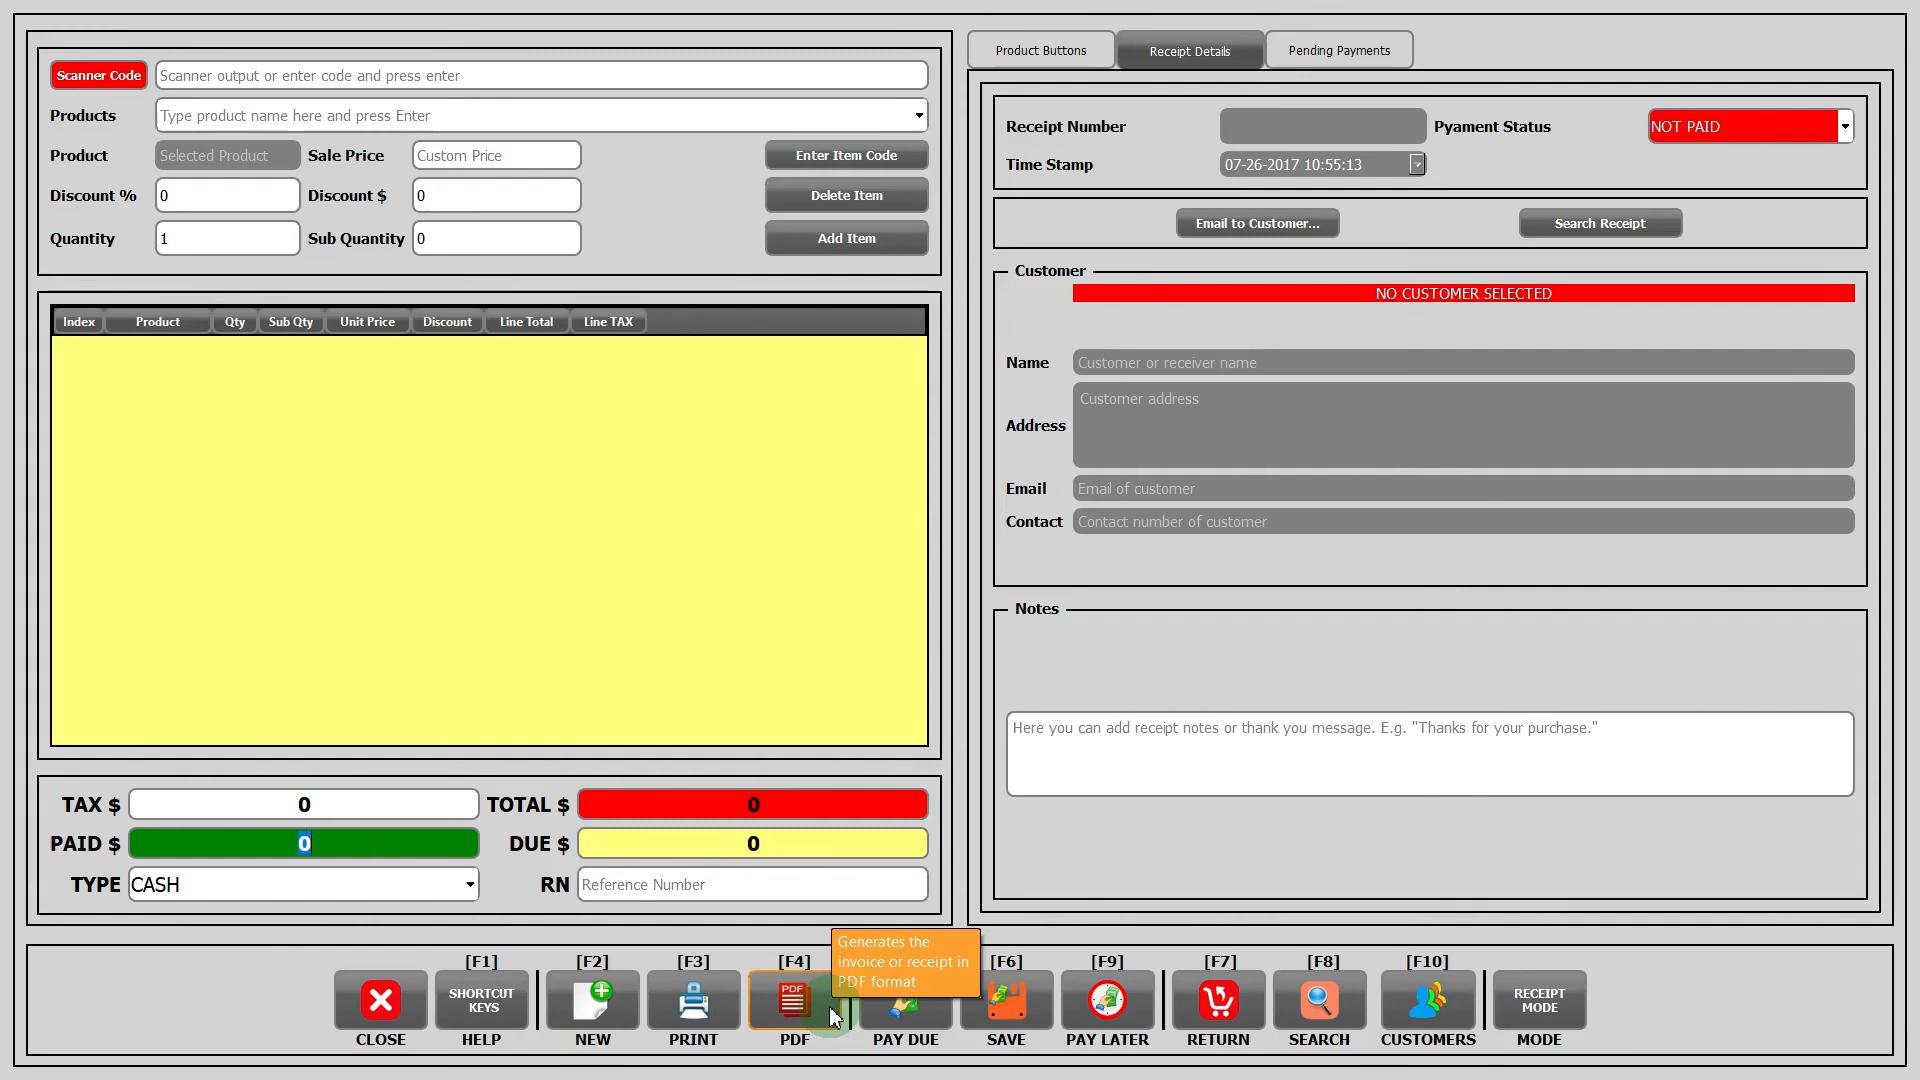 Product Buttons
Receipt Details
Pending Payments
Scanner Code
Scanner output or enter code and press enter
Products
Type product name here and press Enter
Product
Selected Product
Sale Price
Custom Price
Enter Item Code
Discount %
0
Discount $
0
Delete Item
Quantity
1
Sub Quantity
0
Add Item
Index
Product
Qty
Sub Qty
Unit Price
Discount
Line Total
Line TAX
TAX $
0
TOTAL $
0
PAID $
0
DUE $
0
TYPE
CASH
RN
Reference Number
Receipt Number
Pyament Status
NOT PAID
Time Stamp
07-26-2017 10:55:13
Email to Customer...
Search Receipt
Customer
NO CUSTOMER SELECTED
Name
Customer or receiver name
Address
Customer address
Email
Email of customer
Contact
Contact number of customer
Notes
Here you can add receipt notes or thank you message. E.g. "Thanks for your purchase."
Generates the
invoice or receipt in
PDF format
CLOSE
[F1]
SHORTCUT
KEYS
HELP
[F2]
NEW
[F3]
PRINT
[F4]
PDF
PDF
PAY DUE
[F6]
SAVE
[F9]
PAY LATER
[F7]
RETURN
[F8]
SEARCH
[F10]
CUSTOMERS
RECEIPT
MODE
MODE